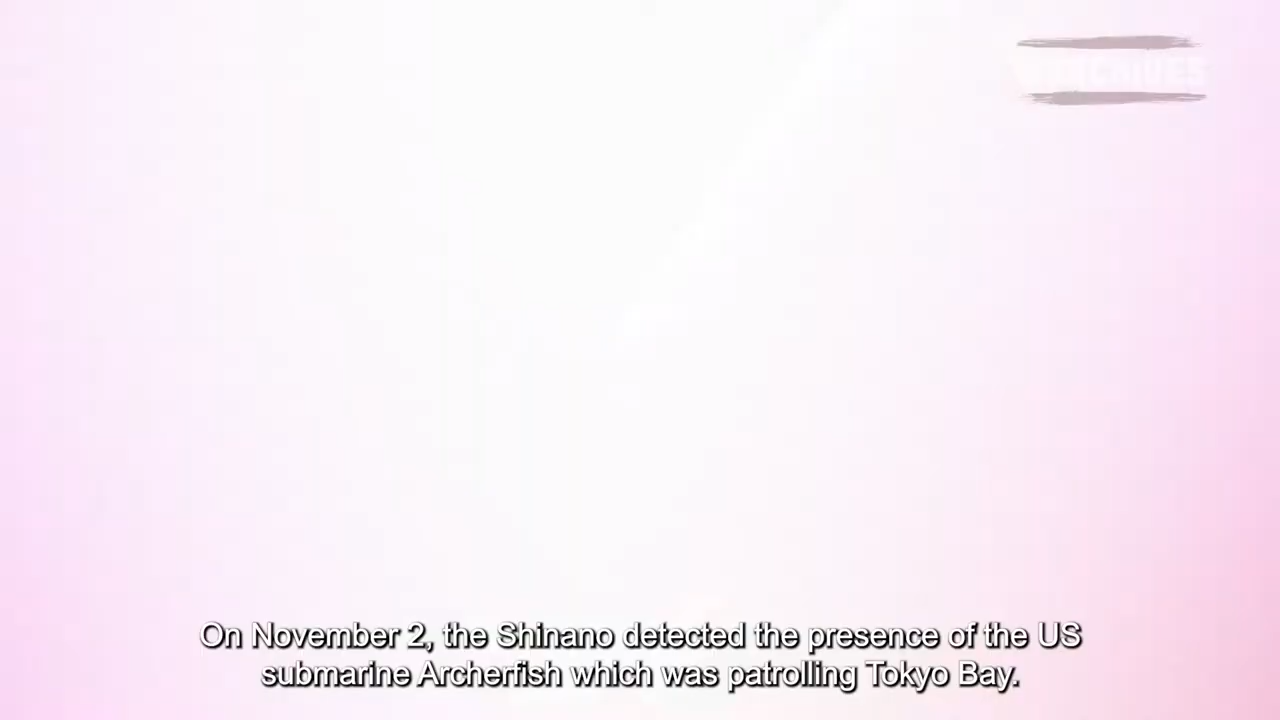 On November 2, the Shinano detected the presence of the US
submarine Archerfish which was patrolling Tokyo Bay.